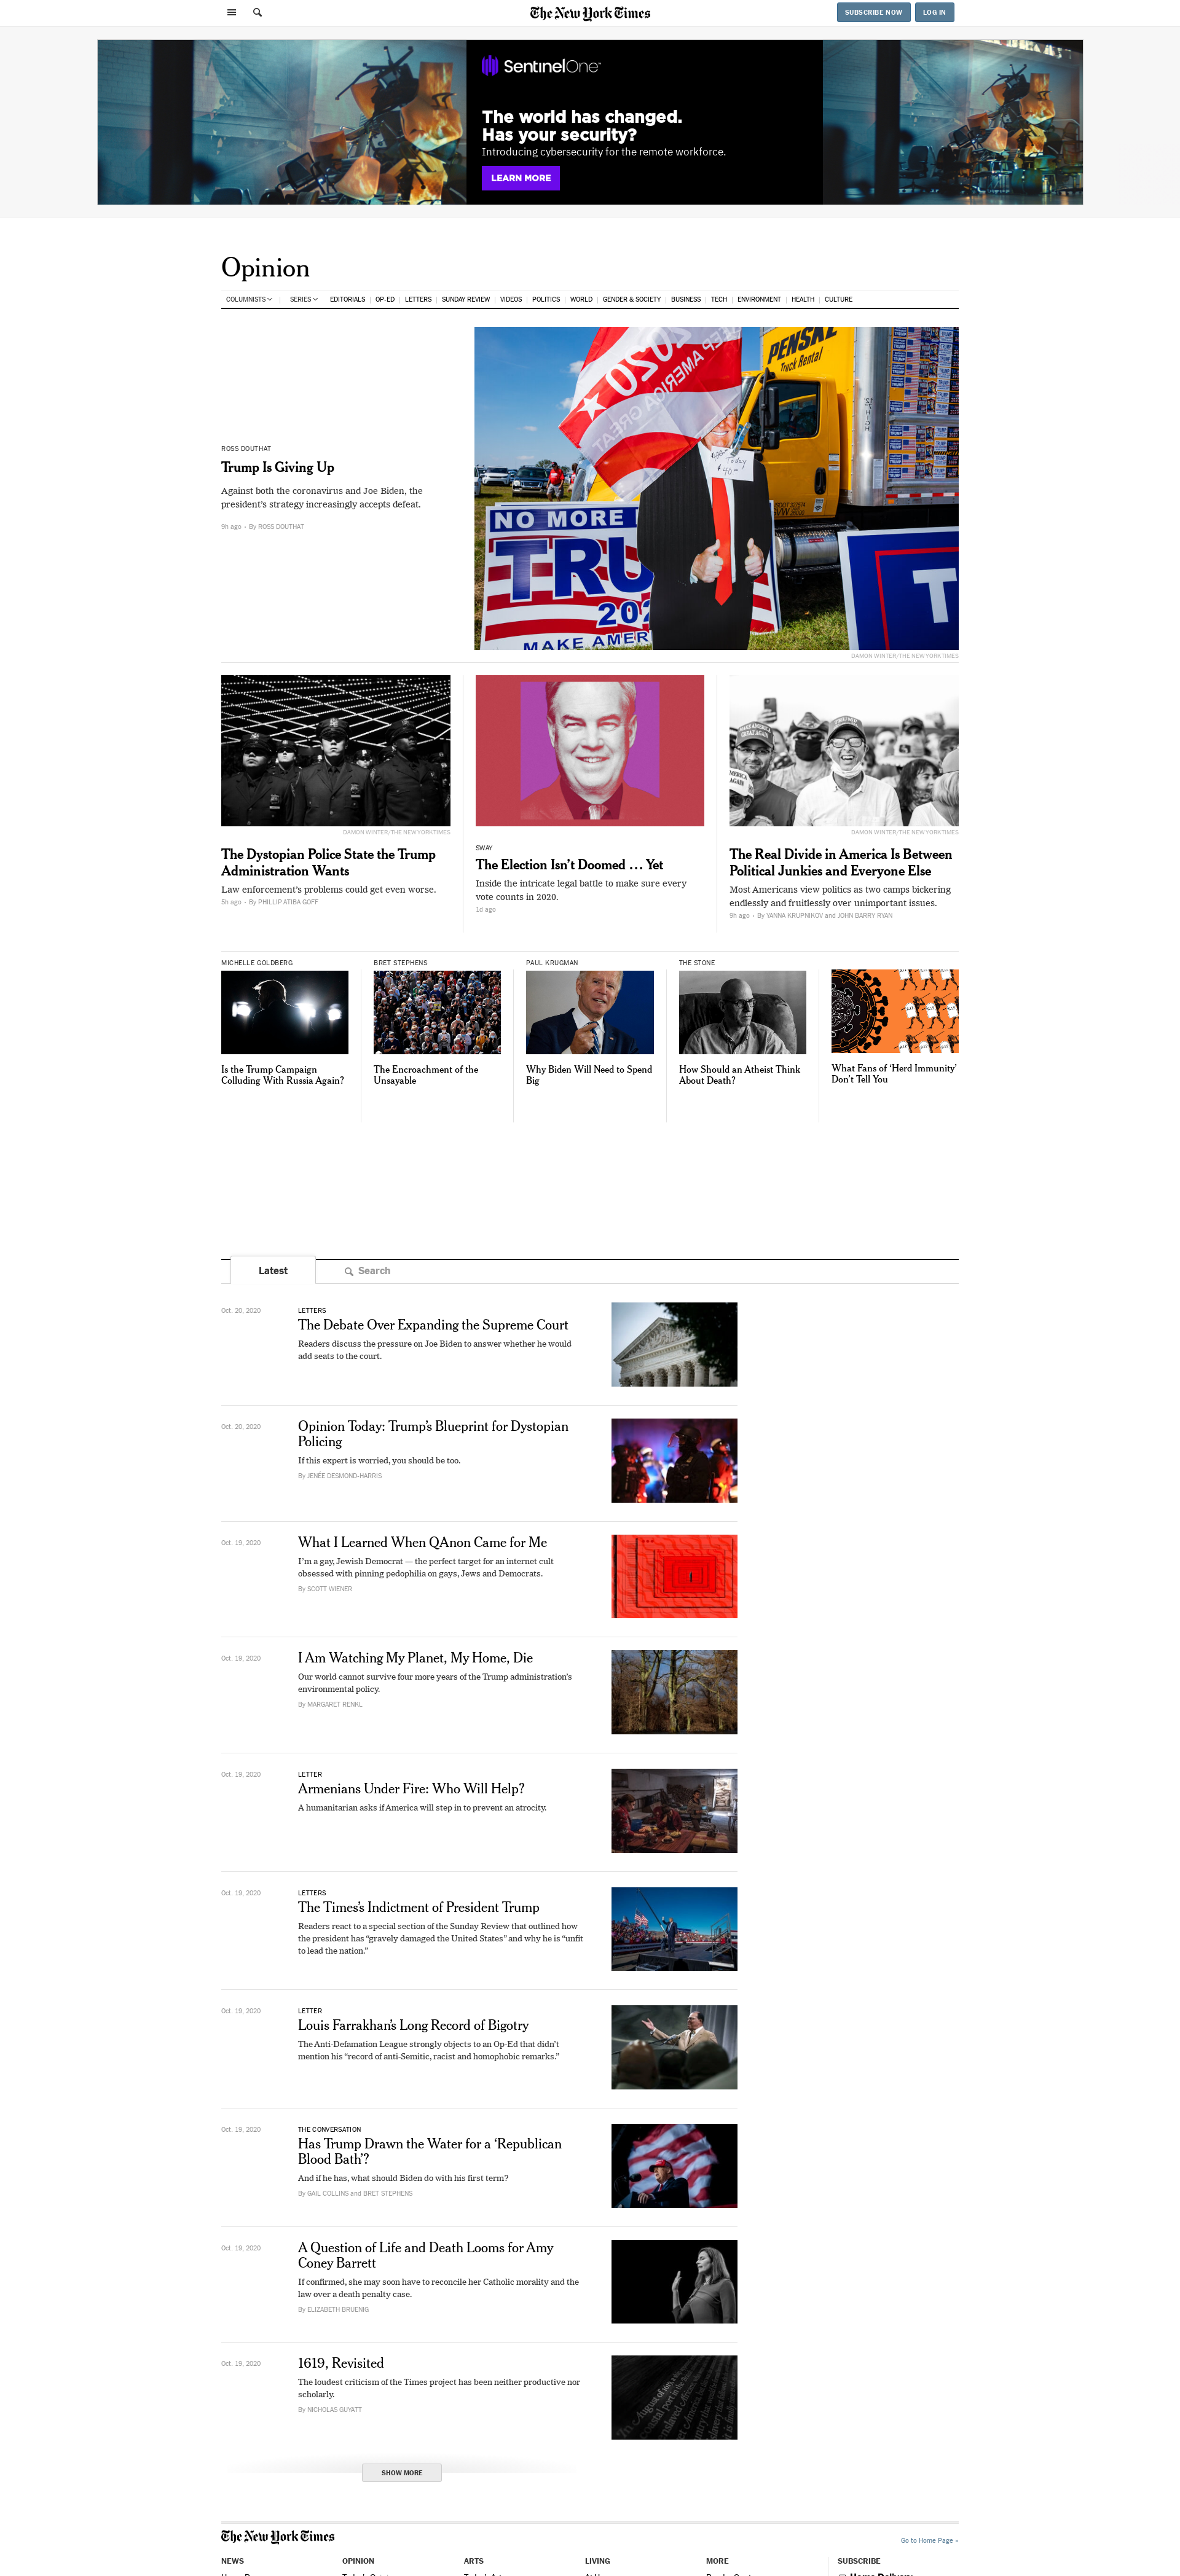 The New York Times
SUBSCRIBE NOW
LOG IN
SentinelOne
The world has changed.
Has your security?
Introducing cybersecurity for the remote workforce.
LEARN MORE
Opinion
COLUMNISTS
SERIES
EDITORIALS
OP-ED
LETTERS
SUNDAY REVIEW
VIDEOS
POLITICS
WORLD
GENDER & SOCIETY
BUSINESS
TECH
ENVIRONMENT
HEALTH
CULTURE
ROSS DOUTHAT
Trump Is Giving Up
Against both the coronavirus and Joe Biden, the
president's strategy increasingly accepts defeat.
9h ago • By ROSS DOUTHAT
PENSKE
Truck Rental
NO MORE
TRU
202
MAKE AMER
DAMON WINTER/THE NEW YORK TIMES
DAMON WINTER/THE NEW YORK TIMES
The Dystopian Police State the Trump
Administration Wants
Law enforcement's problems could get even worse.
5h ago • By PHILLIP ATIBA GOFF
SWAY
The Election Isn't Doomed … Yet
Inside the intricate legal battle to make sure every
vote counts in 2020.
1d ago
DAMON WINTER/THE NEW YORK TIMES
The Real Divide in America Is Between
Political Junkies and Everyone Else
Most Americans view politics as two camps bickering
endlessly and fruitlessly over unimportant issues.
9h ago • By YANNA KRUPNIKOV and JOHN BARRY RYAN
MICHELLE GOLDBERG
Is the Trump Campaign
Colluding With Russia Again?
BRET STEPHENS
The Encroachment of the
Unsayable
PAUL KRUGMAN
Why Biden Will Need to Spend
Big
THE STONE
How Should an Atheist Think
About Death?
What Fans of 'Herd Immunity'
Don't Tell You
Latest
Search
Oct. 20, 2020
LETTERS
The Debate Over Expanding the Supreme Court
Readers discuss the pressure on Joe Biden to answer whether he would
add seats to the court.
Oct. 20, 2020
Opinion Today: Trump's Blueprint for Dystopian
Policing
If this expert is worried, you should be too.
By JENÉE DESMOND-HARRIS
Oct. 19, 2020
What I Learned When QAnon Came for Me
I'm a gay, Jewish Democrat — the perfect target for an internet cult
obsessed with pinning pedophilia on gays, Jews and Democrats.
By SCOTT WIENER
Oct. 19, 2020
I Am Watching My Planet, My Home, Die
Our world cannot survive four more years of the Trump administration's
environmental policy.
By MARGARET RENKL
Oct. 19, 2020
LETTER
Armenians Under Fire: Who Will Help?
A humanitarian asks if America will step in to prevent an atrocity.
Oct. 19, 2020
LETTERS
The Times's Indictment of President Trump
Readers react to a special section of the Sunday Review that outlined how
the president has "gravely damaged the United States" and why he is "unfit
to lead the nation."
Oct. 19, 2020
LETTER
Louis Farrakhan's Long Record of Bigotry
The Anti-Defamation League strongly objects to an Op-Ed that didn't
mention his "record of anti-Semitic, racist and homophobic remarks."
Oct. 19, 2020
THE CONVERSATION
Has Trump Drawn the Water for a 'Republican
Blood Bath'?
And if he has, what should Biden do with his first term?
By GAIL COLLINS and BRET STEPHENS
Oct. 19, 2020
A Question of Life and Death Looms for Amy
Coney Barrett
If confirmed, she may soon have to reconcile her Catholic morality and the
law over a death penalty case.
By ELIZABETH BRUENIG
Oct. 19, 2020
1619, Revisited
The loudest criticism of the Times project has been neither productive nor
scholarly.
By NICHOLAS GUYATT
SHOW MORE
The New York Times
Go to Home Page »
NEWS
OPINION
ARTS
LIVING
MORE
SUBSCRIBE